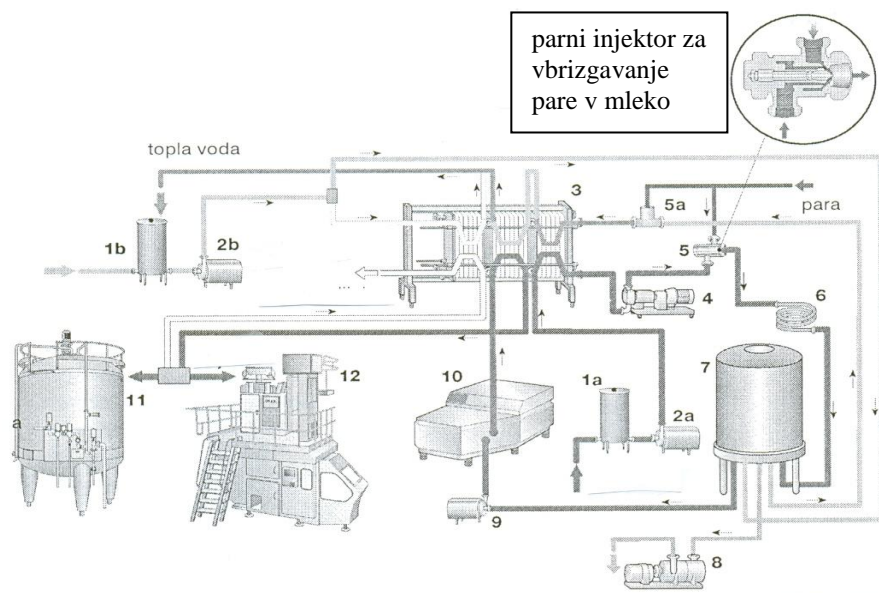 parni injektor za
vbrizgavanje
pare v mleko
topla voda
3
5a
para
1b
2b
5
4
6
7
10
1a
12
11
a
2a
9
8